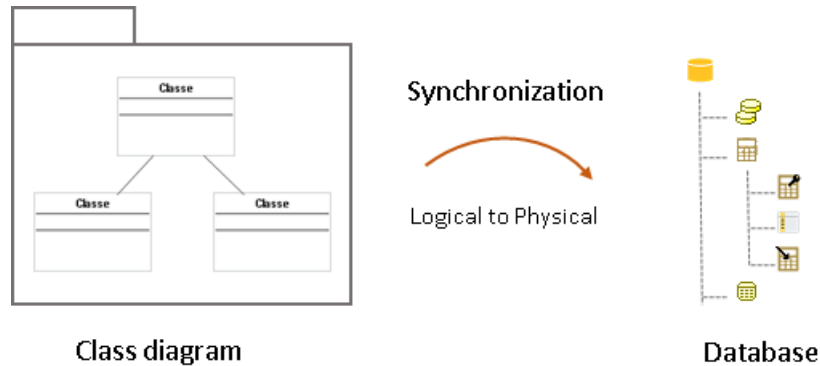 Classe
Classe
Classe
Synchronization
Logical to Physical
Class diagram
Database